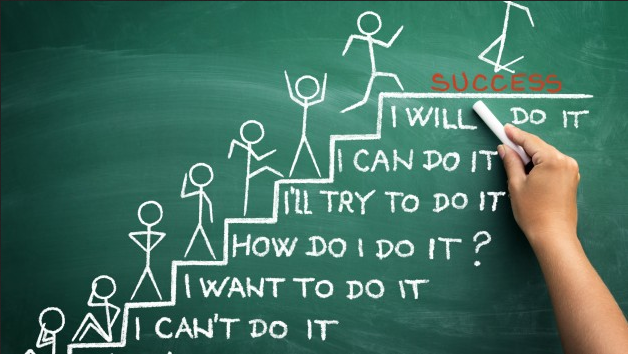 SUCCESS
I WILL DO IT
I CAN DO IT
I'LL TRY TO DO IT
HOW DO I DO IT?
I WANT TO DO IT
I CAN'T DO IT